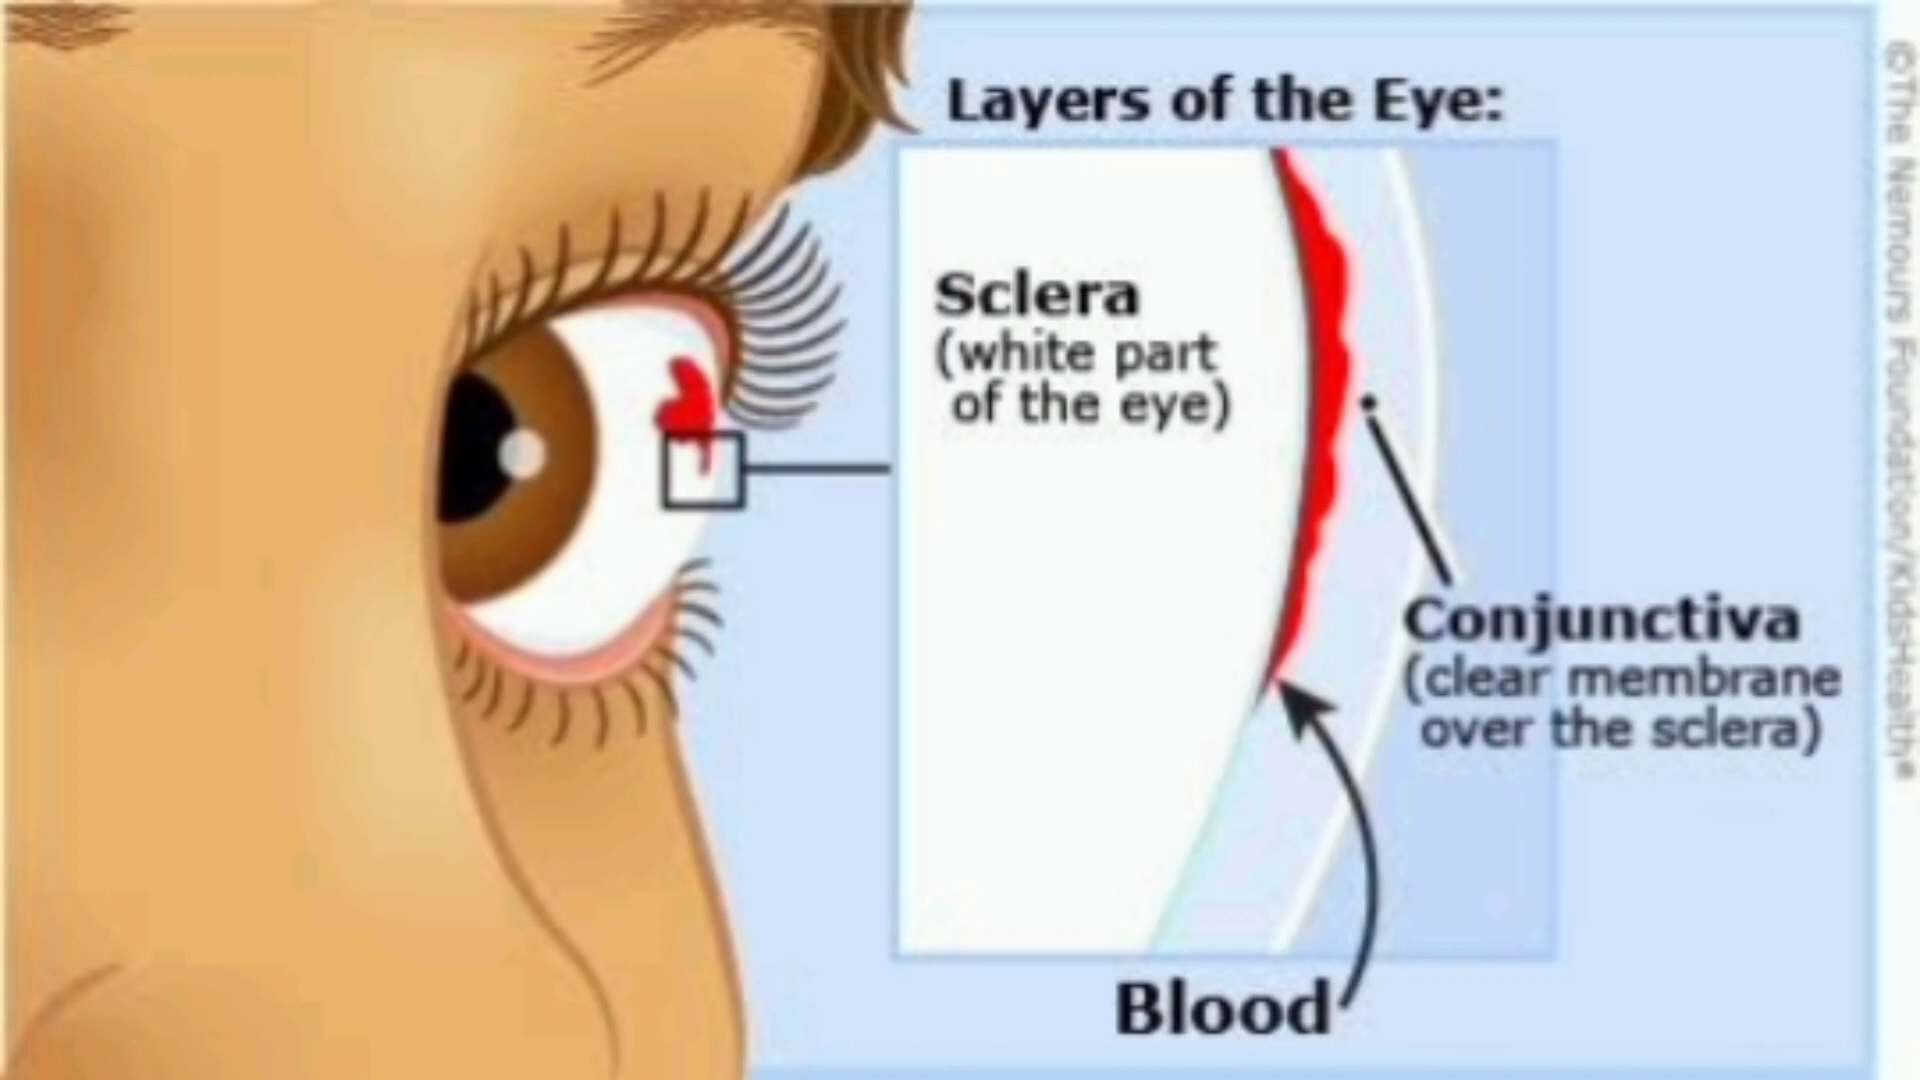 Layers of the Eye:
Sclera
(white part
of the eye)
Conjunctiva
(clear membrane
over the sclera)
Blood
©The Nemours Foundation/KidsHealth®